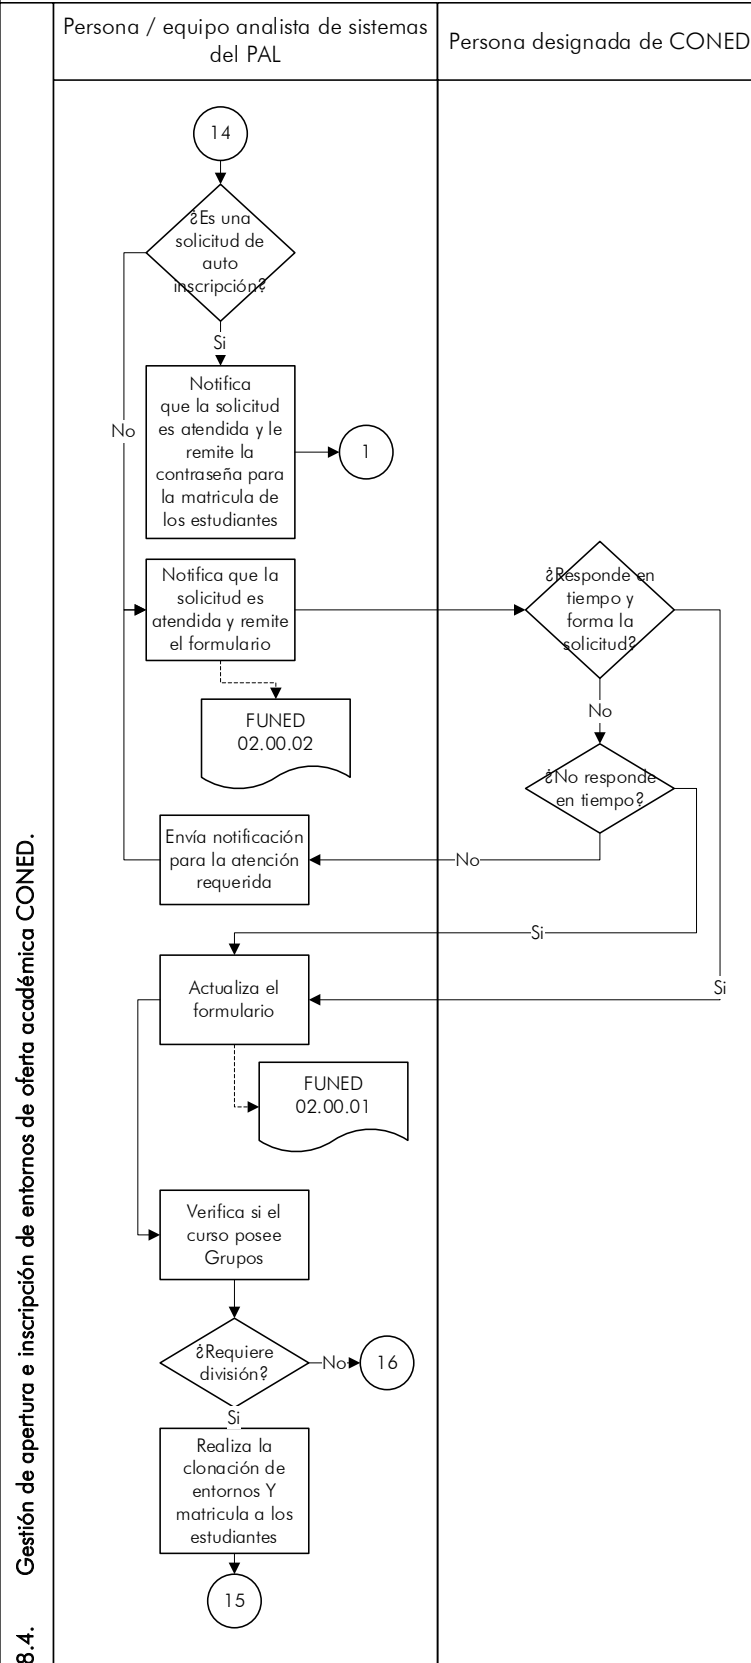 8.4. Gestión de apertura e inscripción de entornos de oferta académica CONED.
Persona / equipo analista de sistemas
del PAL
Persona designada de CONED
14
¿Es una
solicitud de
auto
inscripción?
Si
No
Notifica
que la solicitud
es atendida y le
remite la
contraseña para
la matricula de
los estudiantes
1
Notifica que la
solicitud es
atendida y remite
el formulario
¿Responde en
tiempo y
forma la
solicitud?
FUNED
02.00.02
No
¿No responde
en tiempo?
Envía notificación
para la atención
requerida
No
Si
Actualiza el
formulario
Si
FUNED
02.00.01
Verifica si el
curso posee
Grupos
¿Requiere
división?
No
16
Si
Realiza la
clonación de
entornos Y
matricula a los
estudiantes
15